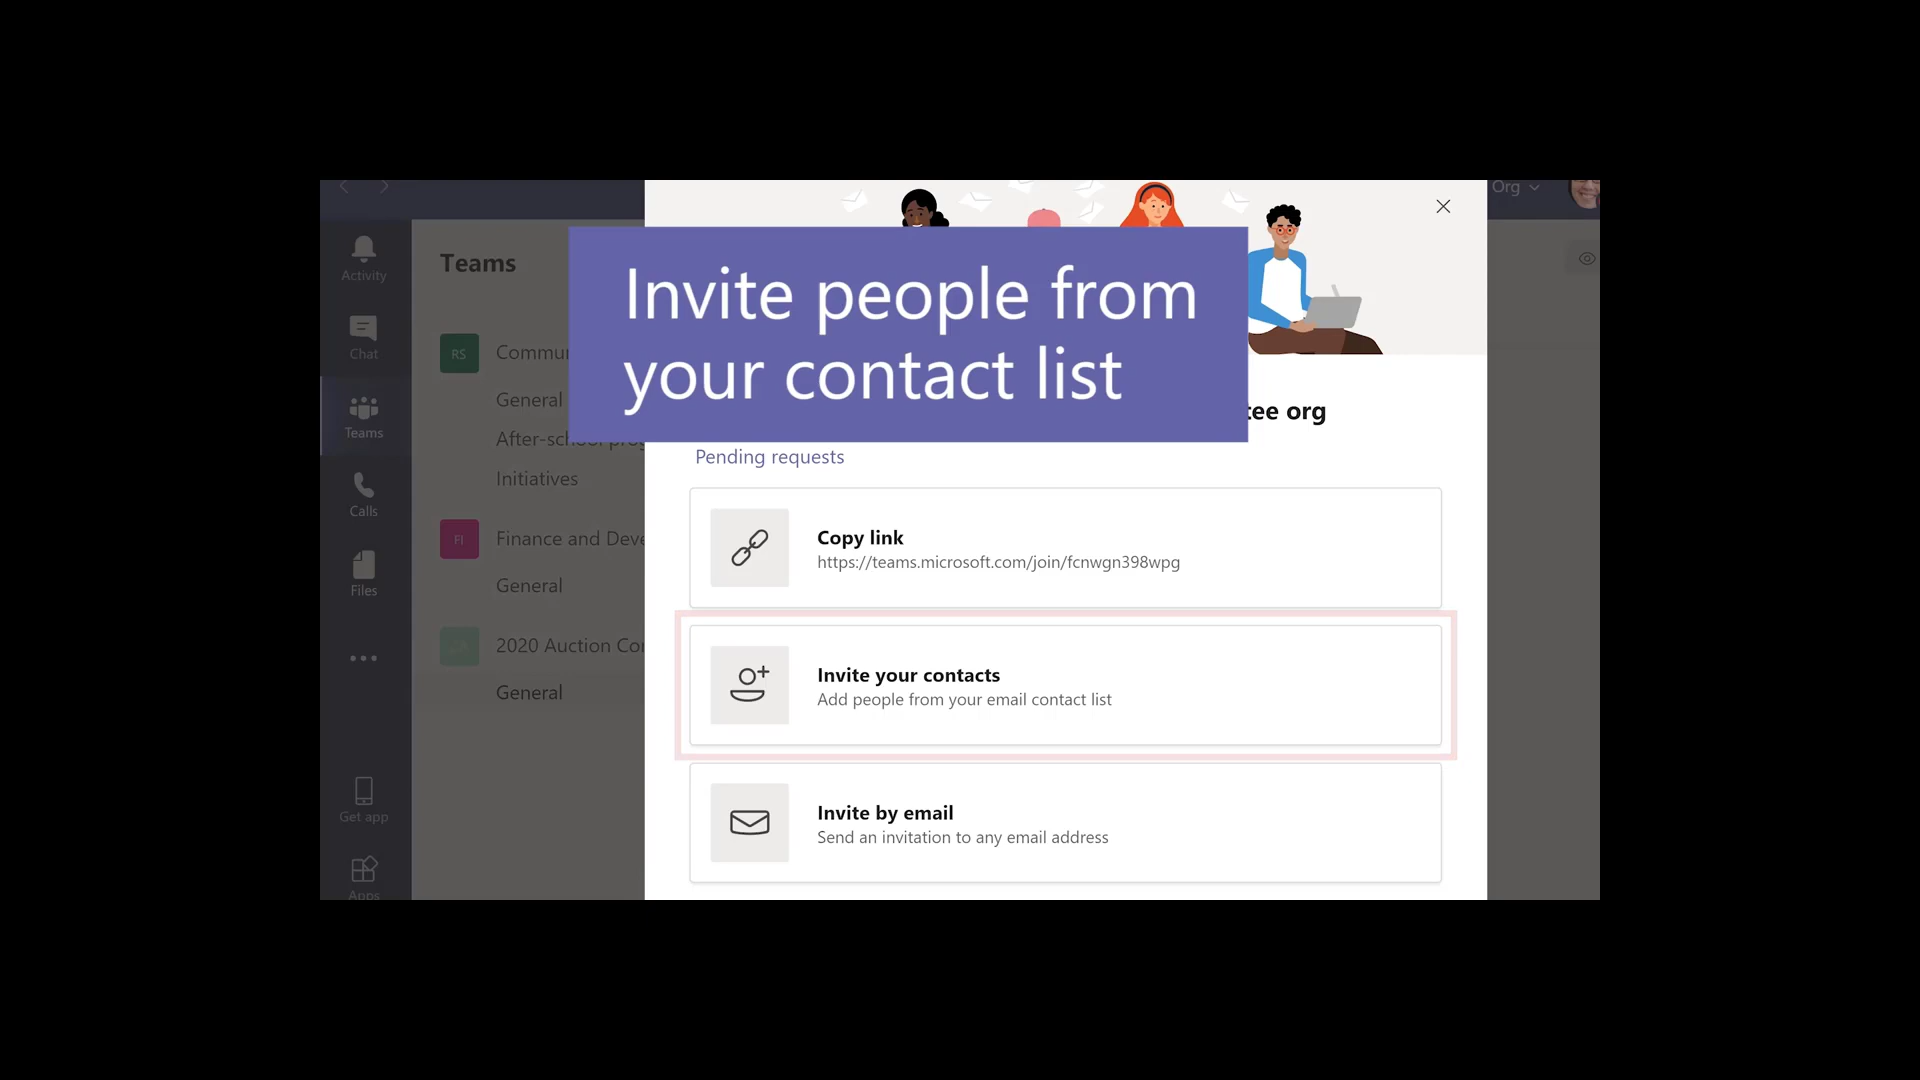 Org
Activity
Chat
Teams
Calls
Files
Get app
Apps
Teams
RS
General
Initiatives
FI
Finance and Deve
General
2020 Auction
General
Invite people from
your contact list
org
Pending requests
Copy link
https://teams.microsoft.com/join/fcnwgn398wpg
Invite your contacts
Add people from your email contact list
Invite by email
Send an invitation to any email address